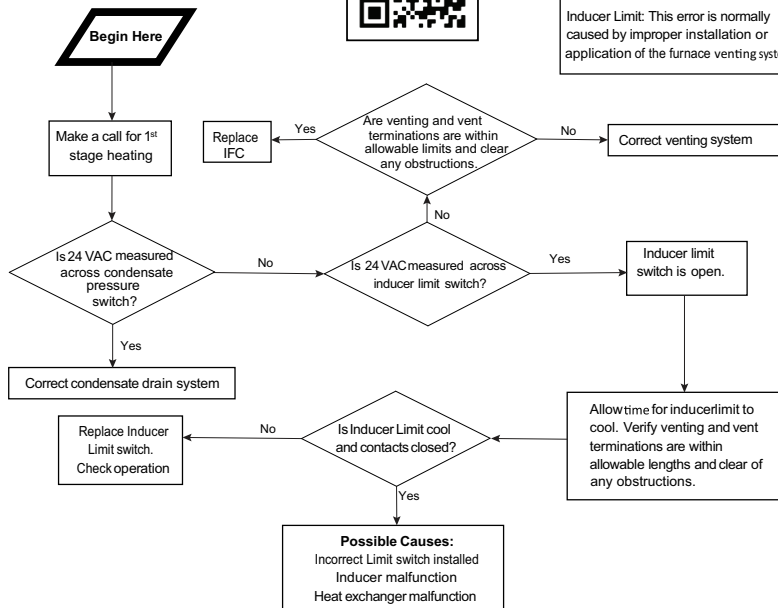 Begin Here
Inducer Limit: This error is normally
caused by improper installation or
application of the furnace venting
Make a call for 1st
stage heating
Replace
IFC
Yes
Are venting and vent
terminations are within
allowable limits and clear
any obstructions.
No
Correct venting system
No
Is 24 VAC measured
across condensate
pressure
switch?
No
Is 24 VAC measured across
inducer limit switch?
Yes
Inducer limit
switch is open.
Yes
Correct condensate drain system
Replace Inducer
Limit switch.
Check operation
No
Is Inducer Limit cool
and contacts closed?
Allow time for inducerlimit to
cool. Verify venting and vent
terminations are within
allowable lengths and clear of
any obstructions.
Yes
Possible Causes:
Incorrect Limit switch installed
Inducer malfunction
Heat exchanger malfunction